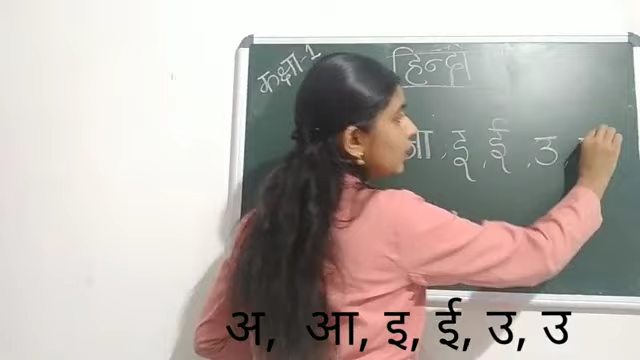 कक्षा-1
हिन्दी
आ, इ, ई, उ,
अ, आ, इ, ई, उ, उ